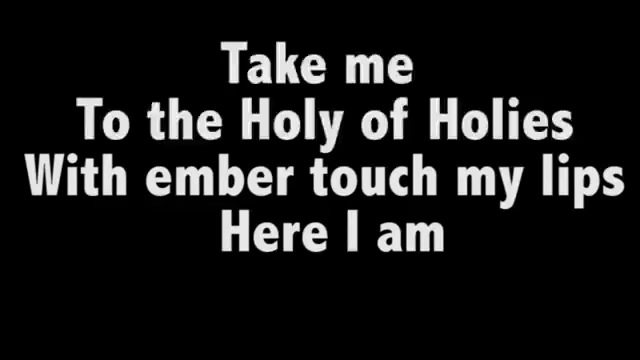 Take me
To the Holy of Holies
With ember touch my lips
Here I am